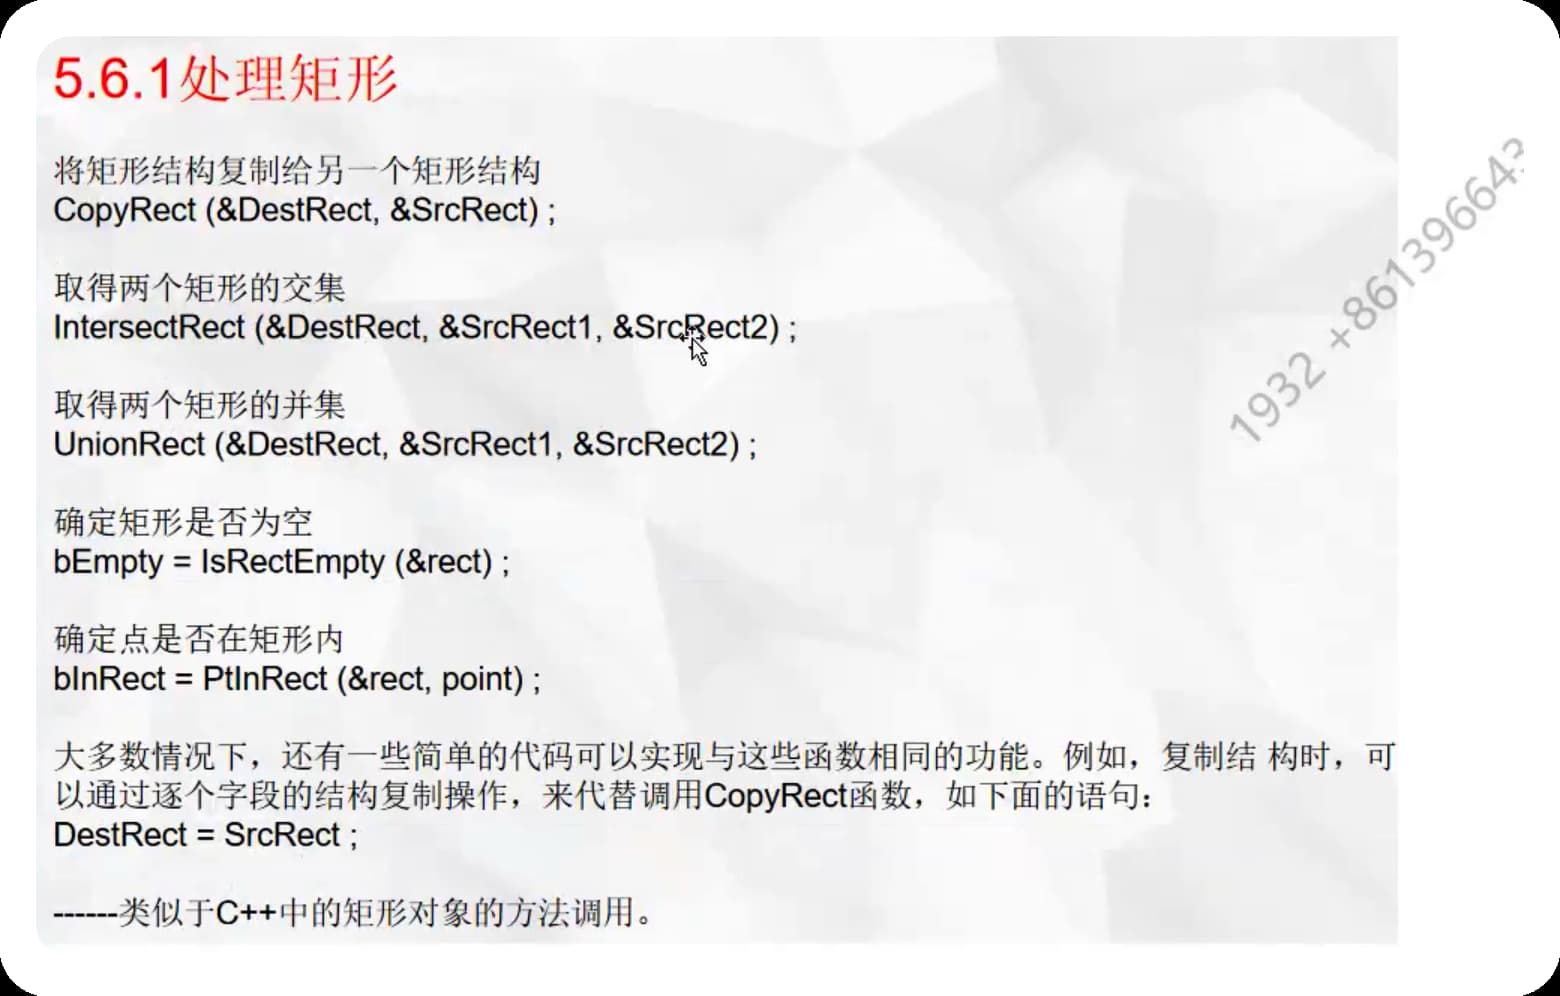 5.6.1处理矩形
将矩形结构复制给另一个矩形结构
CopyRect (&DestRect, &SrcRect) ;
取得两个矩形的交集
IntersectRect (&DestRect, &SrcRect1, &SrcRect2) ;
取得两个矩形的并集
UnionRect (&DestRect, &SrcRect1, &SrcRect2) ;
确定矩形是否为空
bEmpty = IsRectEmpty (&rect) ;
确定点是否在矩形内
bInRect = PtInRect (&rect, point) ;
大多数情况下，还有一些简单的代码可以实现与这些函数相同的功能。例如，复制结 构时，可
以通过逐个字段的结构复制操作，来代替调用CopyRect函数，如下面的语句：
DestRect = SrcRect ;
------类似于C++中的矩形对象的方法调用。
1932 +861396643